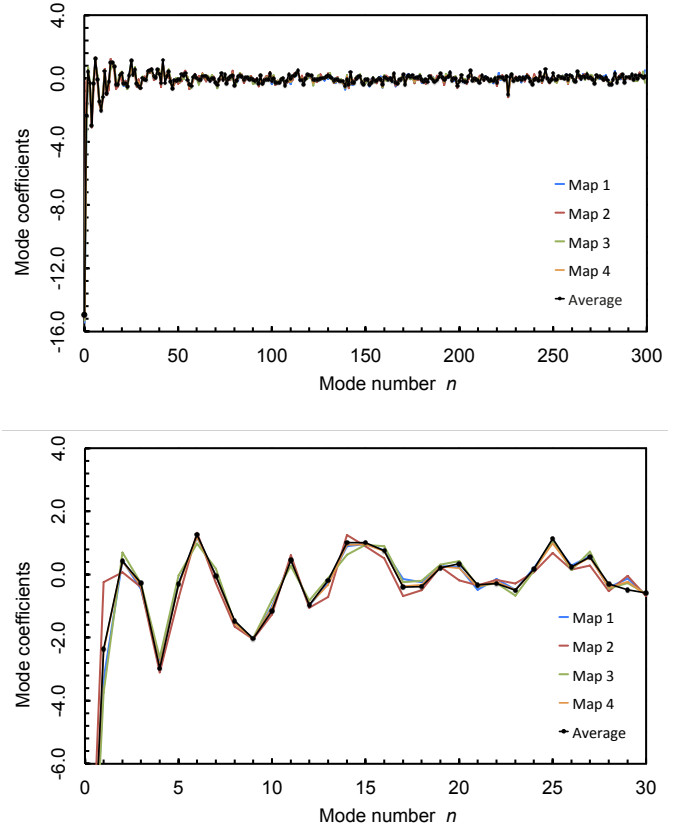 4.0
0.0
-4.0
-8.0
-12.0
-16.0
Mode coefficients
Map 1
Map 2
Map 3
Map 4
Average
0 50 100 150 200 250 300
Mode number n
4.0
2.0
0.0
-2.0
-4.0
-6.0
Mode coefficients
Map 1
Map 2
Map 3
Map 4
Average
0 5 10 15 20 25 30
Mode number n